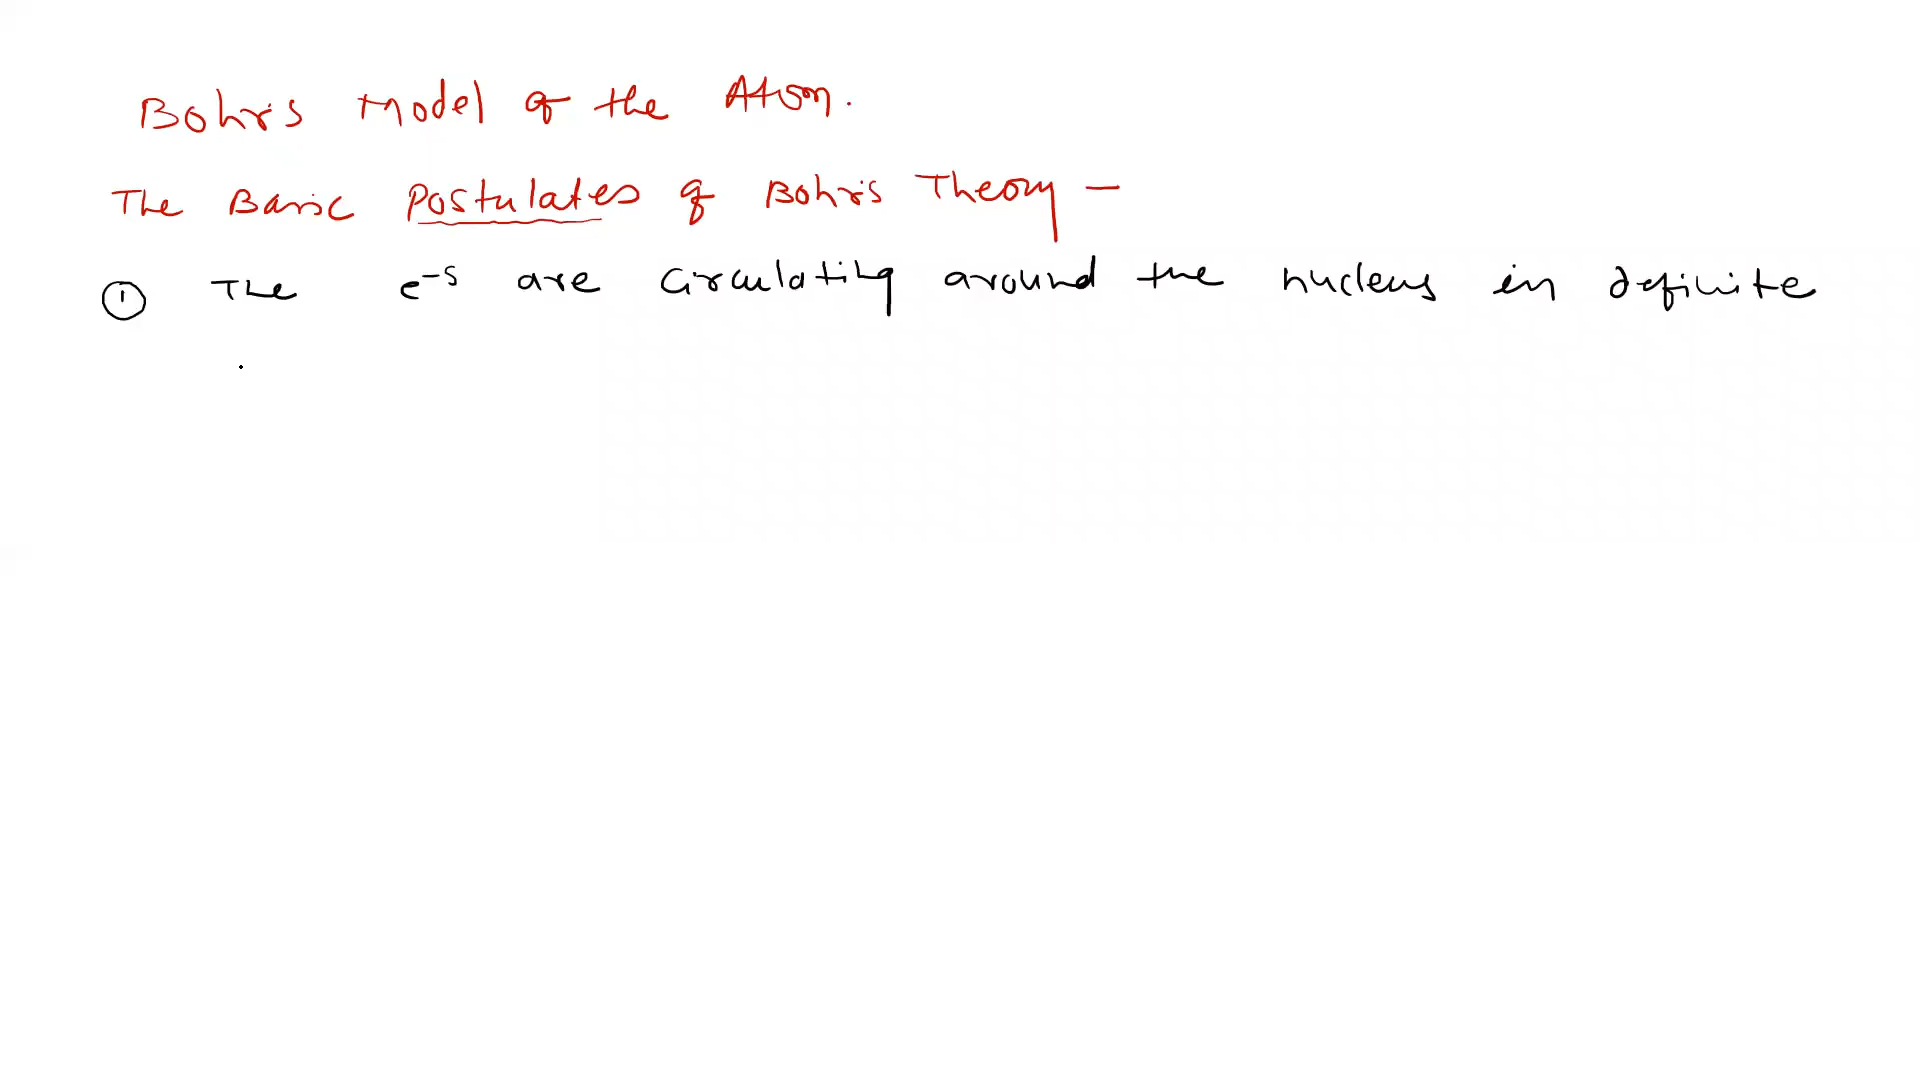 Bohr's Model of the Atom.
The Basic Postulates of Bohr's Theory –
① The e⁻s are circulating around the nucleus in definite